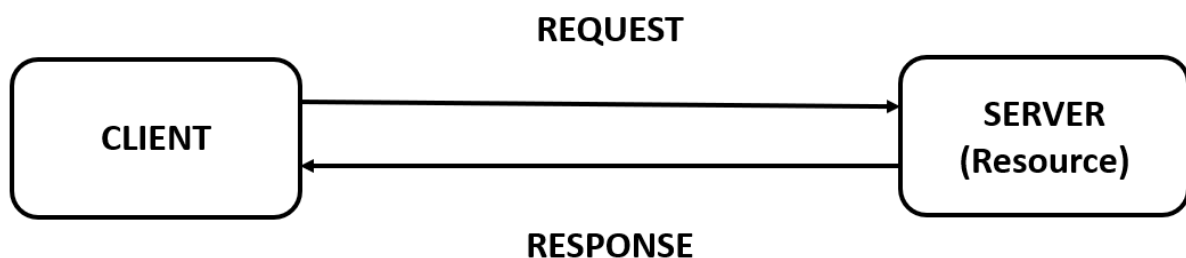 REQUEST
CLIENT
SERVER
(Resource)
RESPONSE